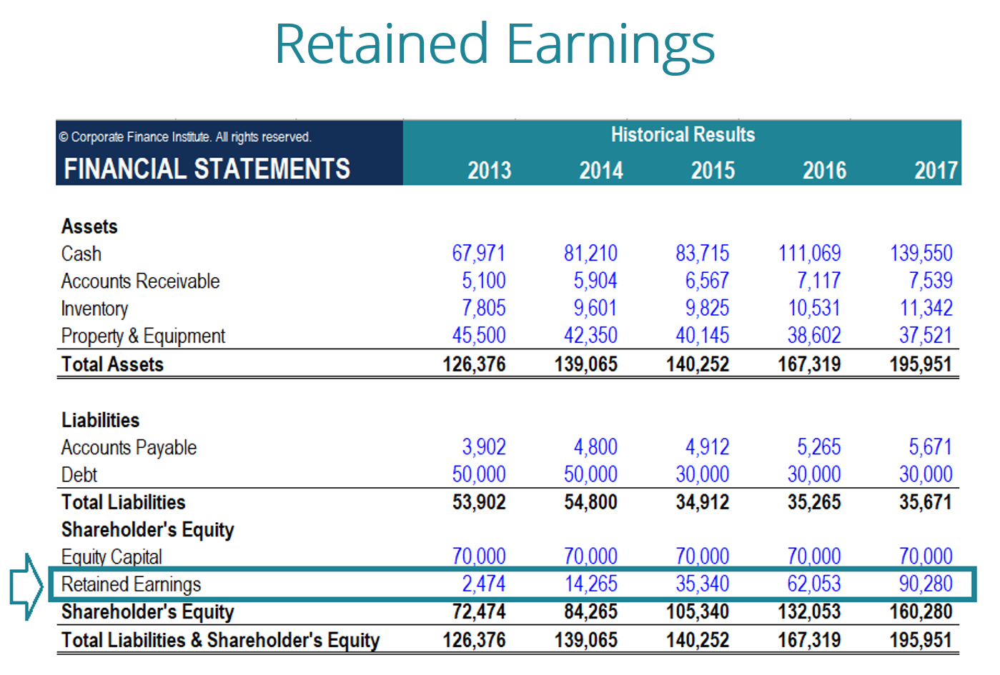 Retained Earnings
© Corporate Finance Institute. All rights reserved.
Historical Results
FINANCIAL STATEMENTS 2013 2014 2015 2016 2017
Assets
Cash 67,971 81,210 83,715 111,069 139,550
Accounts Receivable 5,100 5,904 6,567 7,117 7,539
Inventory 7,805 9,601 9,825 10,531 11,342
Property & Equipment 45,500 42,350 40,145 38,602 37,521
Total Assets 126,376 139,065 140,252 167,319 195,951
Liabilities
Accounts Payable 3,902 4,800 4,912 5,265 5,671
Debt 50,000 50,000 30,000 30,000 30,000
Total Liabilities 53,902 54,800 34,912 35,265 35,671
Shareholder's Equity
Equity Capital 70,000 70,000 70,000 70,000 70,000
Retained Earnings 2,474 14,265 35,340 62,053 90,280
Shareholder's Equity 72,474 84,265 105,340 132,053 160,280
Total Liabilities & Shareholder's Equity 126,376 139,065 140,252 167,319 195,951